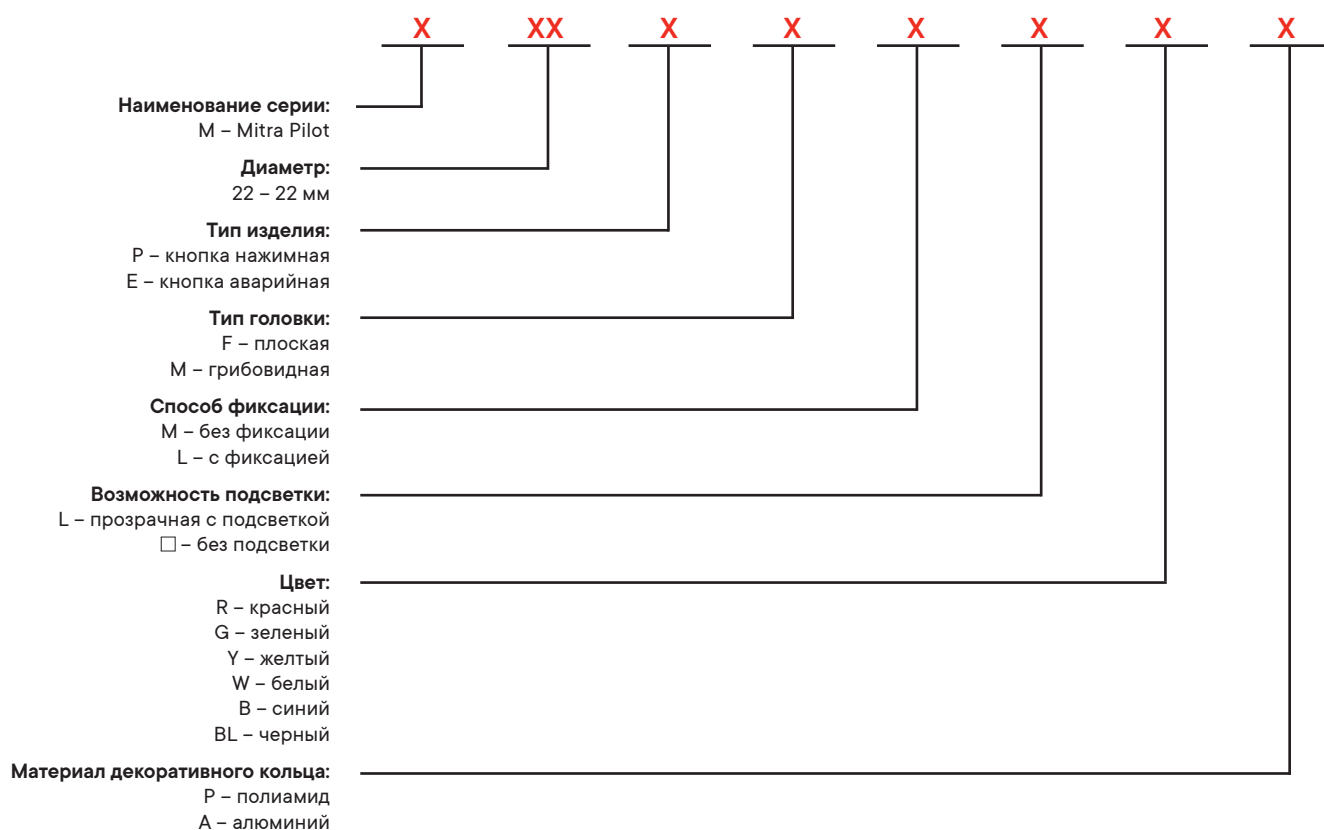 X XX X X X X X X
Наименование серии:
M – Mitra Pilot
Диаметр:
22 – 22 мм
Тип изделия:
P – кнопка нажимная
E – кнопка аварийная
Тип головки:
F – плоская
M – грибовидная
Способ фиксации:
M – без фиксации
L – с фиксацией
Возможность подсветки:
L – прозрачная с подсветкой
□ – без подсветки
Цвет:
R – красный
G – зеленый
Y – желтый
W – белый
B – синий
BL – черный
Материал декоративного кольца:
P – полиамид
A – алюминий